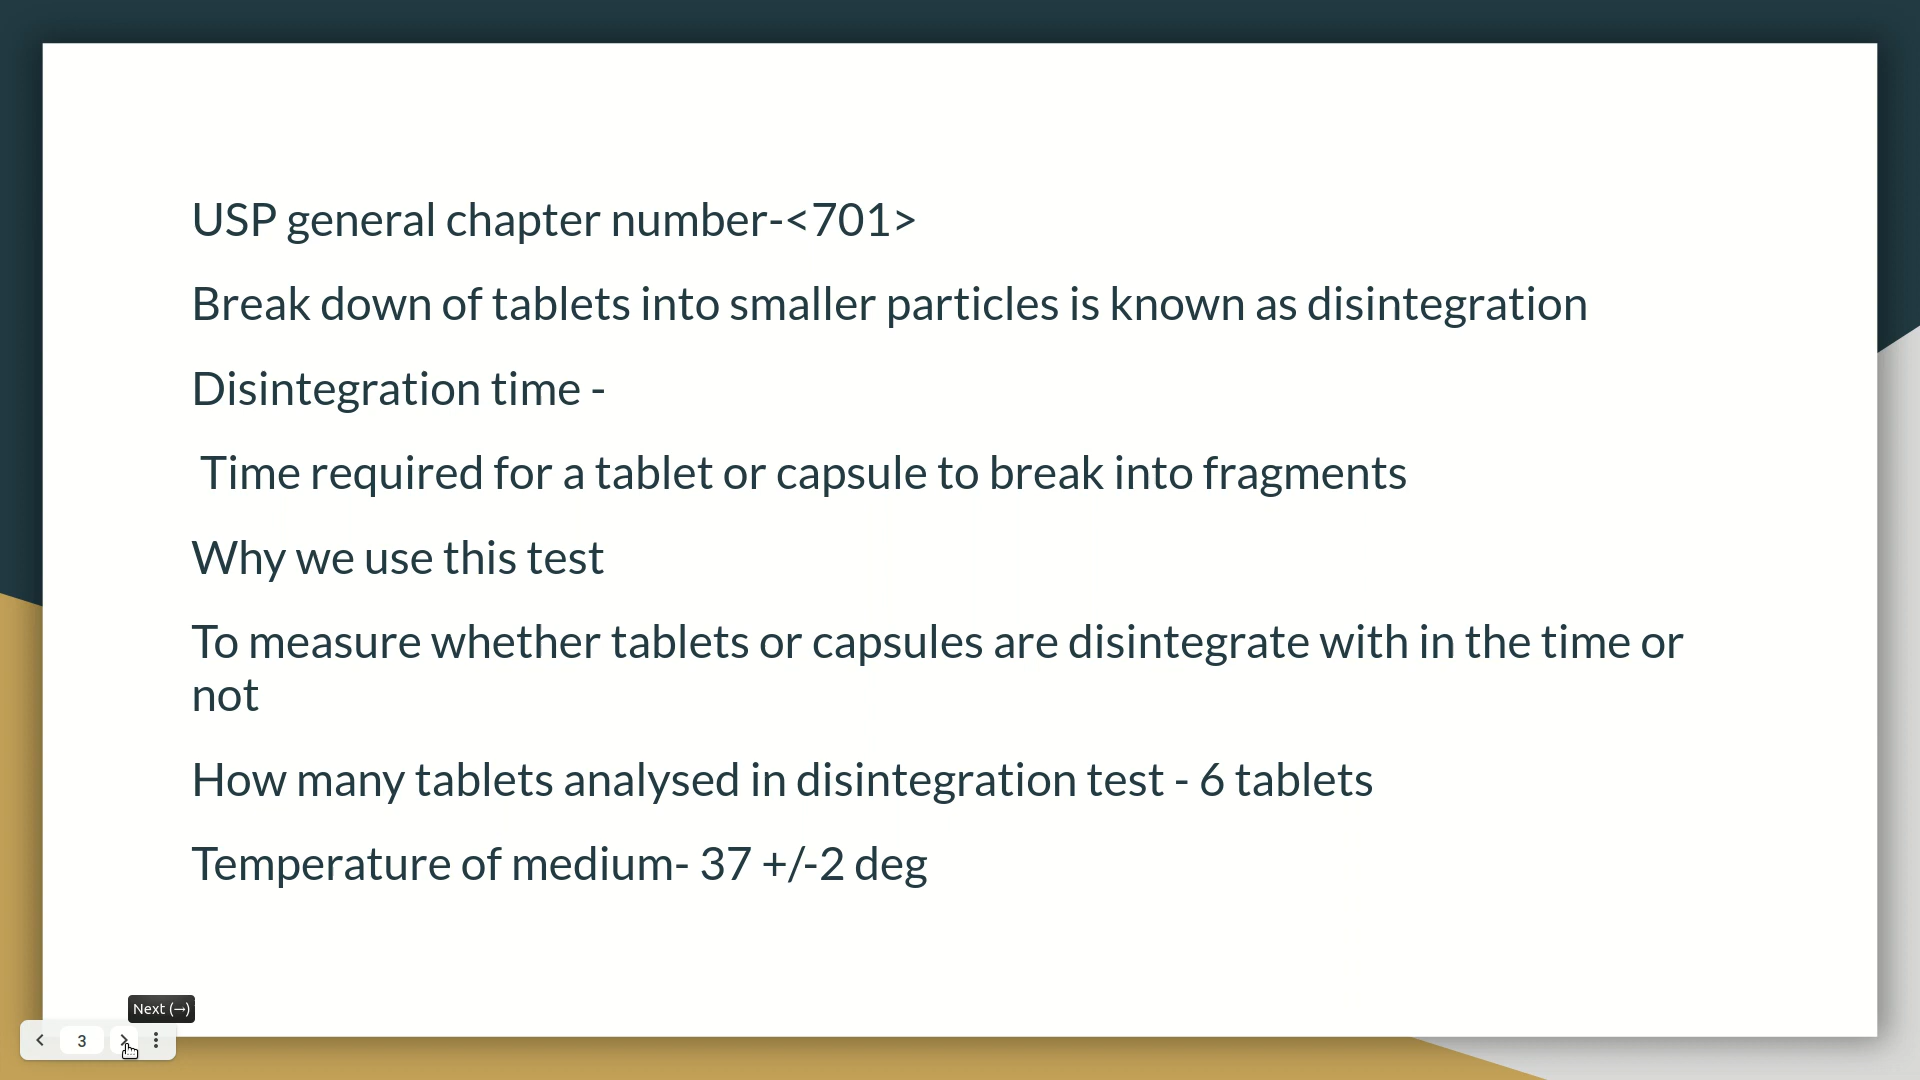 USP general chapter number-<701>
Break down of tablets into smaller particles is known as disintegration
Disintegration time -
Time required for a tablet or capsule to break into fragments
Why we use this test
To measure whether tablets or capsules are disintegrate with in the time or
not
How many tablets analysed in disintegration test - 6 tablets
Temperature of medium- 37 +/-2 deg
Next (→)
3